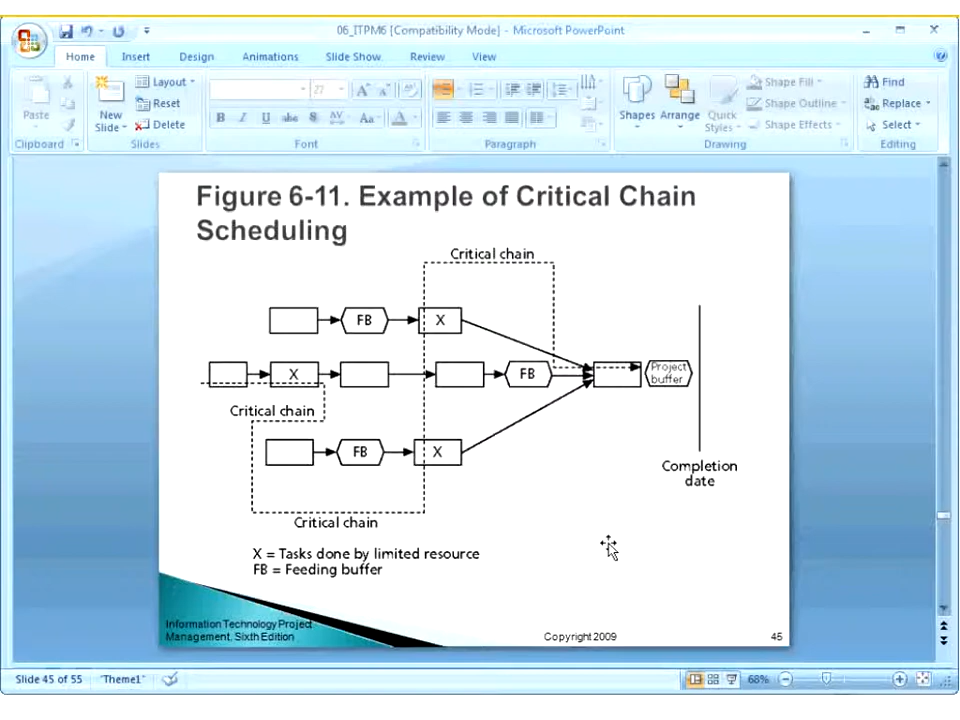 06_ITPM6 [Compatibility Mode] - Microsoft PowerPoint
Home Insert Design Animations Slide Show Review View
Paste
Clipboard
New
Slide
Layout
Reset
Delete
Slides
27 A A
B I U abe S AV Aa A
Font
Paragraph
Shapes Arrange Quick
Styles
Shape Fill
Shape Outline
Shape Effects
Drawing
Find
Replace
Select
Editing
Figure 6-11. Example of Critical Chain
Scheduling
Critical chain
FB X
X FB Project
buffer
Critical chain
FB X
Completion
date
Critical chain
X = Tasks done by limited resource
FB = Feeding buffer
Information Technology Project
Management, Sixth Edition
Copyright 2009
45
Slide 45 of 55 "Theme1" 68%